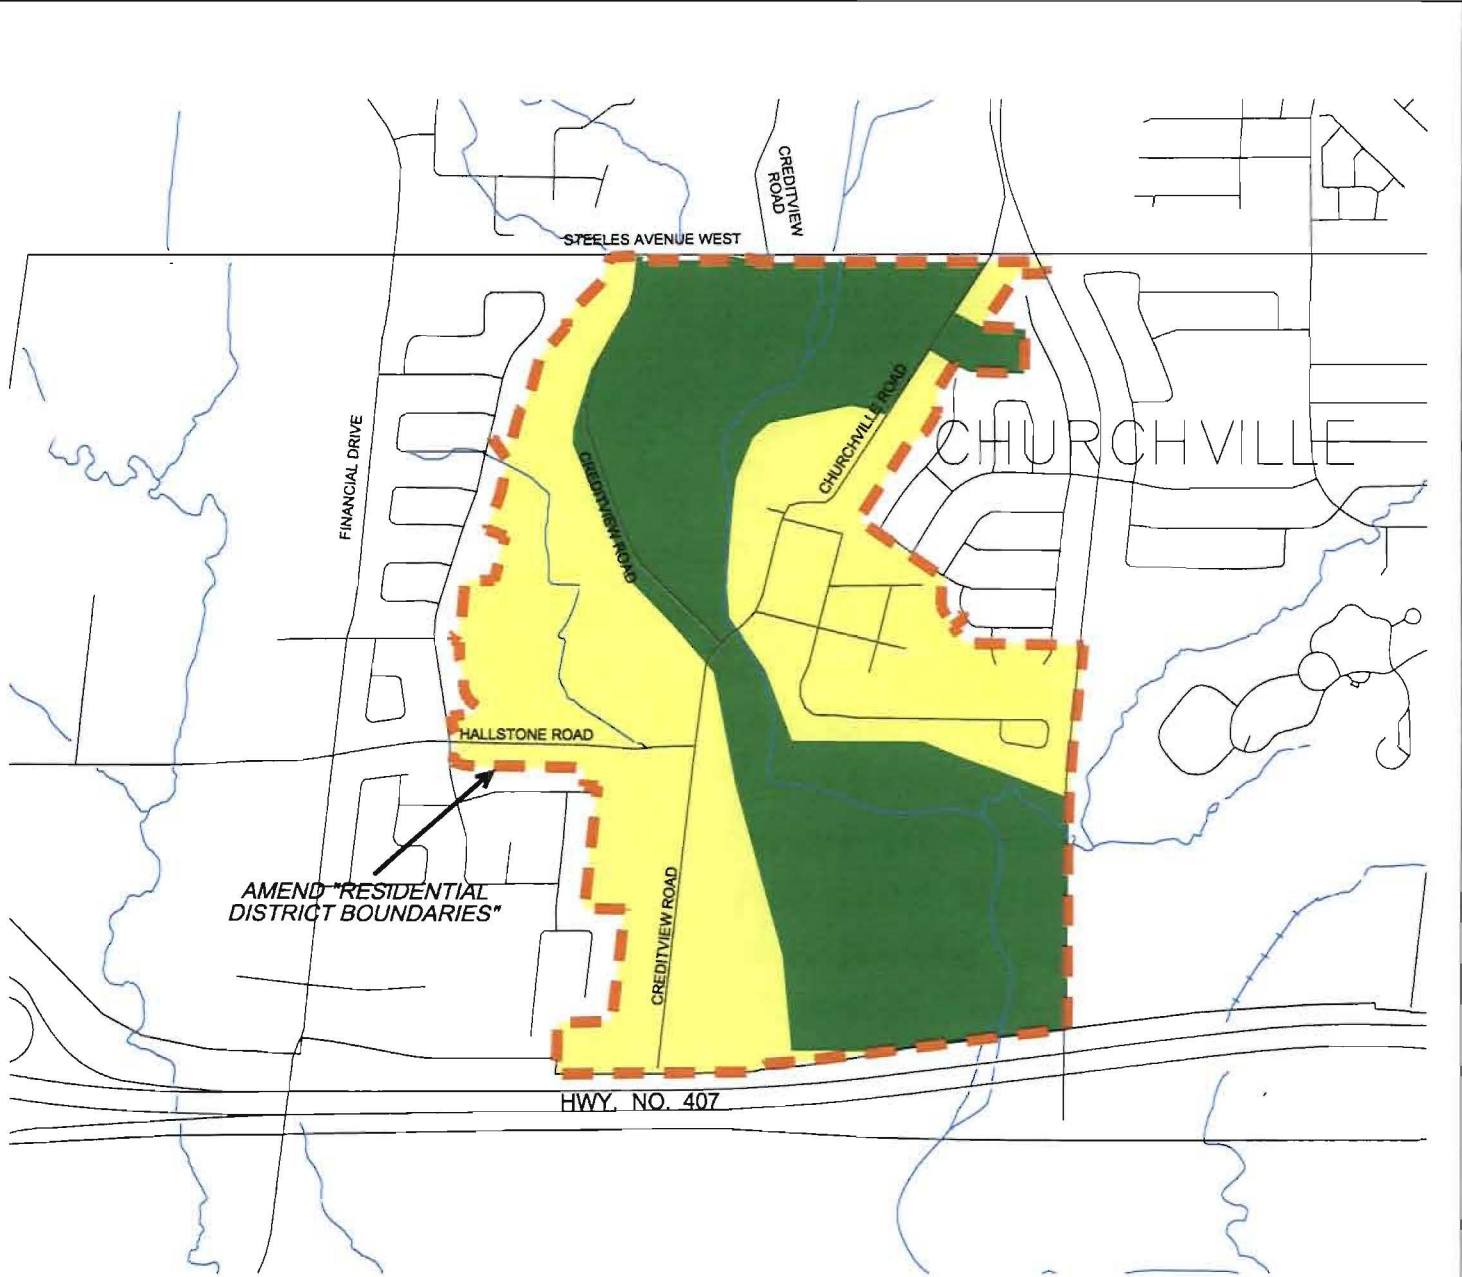 CREDITVIEW
ROAD
STEELES AVENUE WEST
CHURCHVILLE ROAD
CHURCHVILLE
FINANCIAL DRIVE
CREDITVIEW ROAD
HALLSTONE ROAD
AMEND "RESIDENTIAL
DISTRICT BOUNDARIES"
CREDITVIEW ROAD
HWY. NO. 407